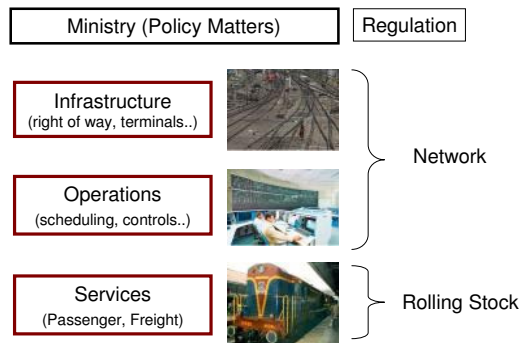 Ministry (Policy Matters)
Regulation
Infrastructure
(right of way, terminals..)
Network
Operations
(scheduling, controls..)
Services
(Passenger, Freight)
Rolling Stock